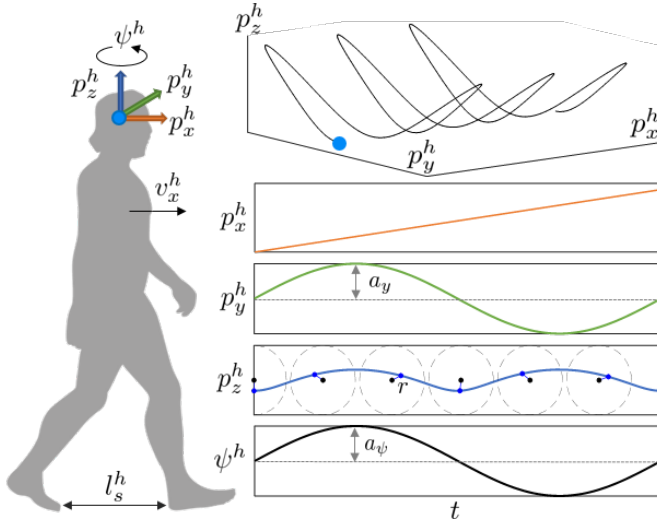 ψ^h
p_z^h
p_y^h
p_x^h
v_x^h
l_s^h
p_z^h
p_y^h
p_x^h
p_x^h
p_y^h
a_y
p_z^h
r
ψ^h
a_ψ
t